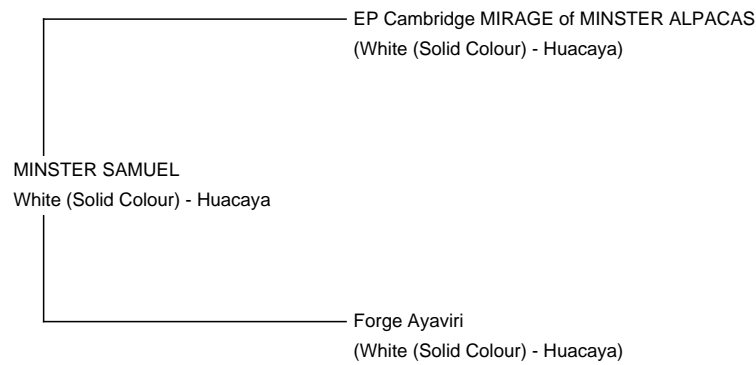 EP Cambridge MIRAGE of MINSTER ALPACAS
(White (Solid Colour) - Huacaya)
MINSTER SAMUEL
White (Solid Colour) - Huacaya
Forge Ayaviri
(White (Solid Colour) - Huacaya)